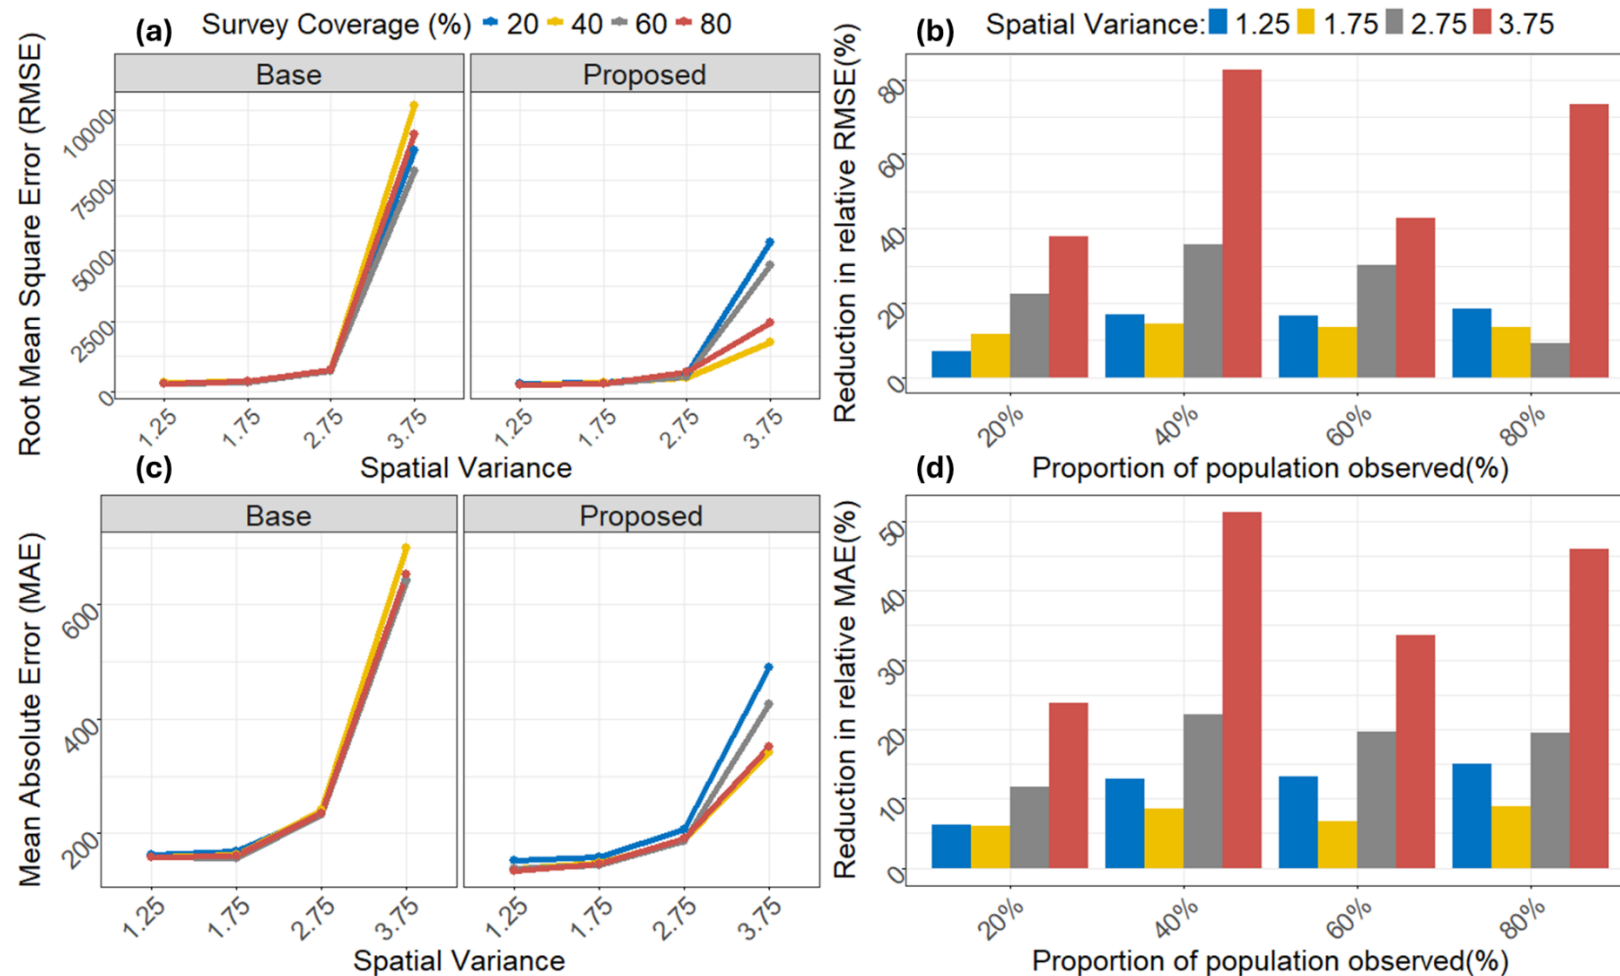 (a) Survey Coverage (%) 20 40 60 80
Base Proposed
Root Mean Square Error (RMSE)
10000
7500
5000
2500
0
1.25 1.75 2.75 3.75 1.25 1.75 2.75 3.75
Spatial Variance
(b) Spatial Variance: 1.25 1.75 2.75 3.75
Reduction in relative RMSE(%)
80
60
40
20
0
20% 40% 60% 80%
Proportion of population observed(%)
(c)
Base Proposed
Mean Absolute Error (MAE)
600
400
200
1.25 1.75 2.75 3.75 1.25 1.75 2.75 3.75
Spatial Variance
(d)
Reduction in relative MAE(%)
50
40
30
20
10
0
20% 40% 60% 80%
Proportion of population observed(%)